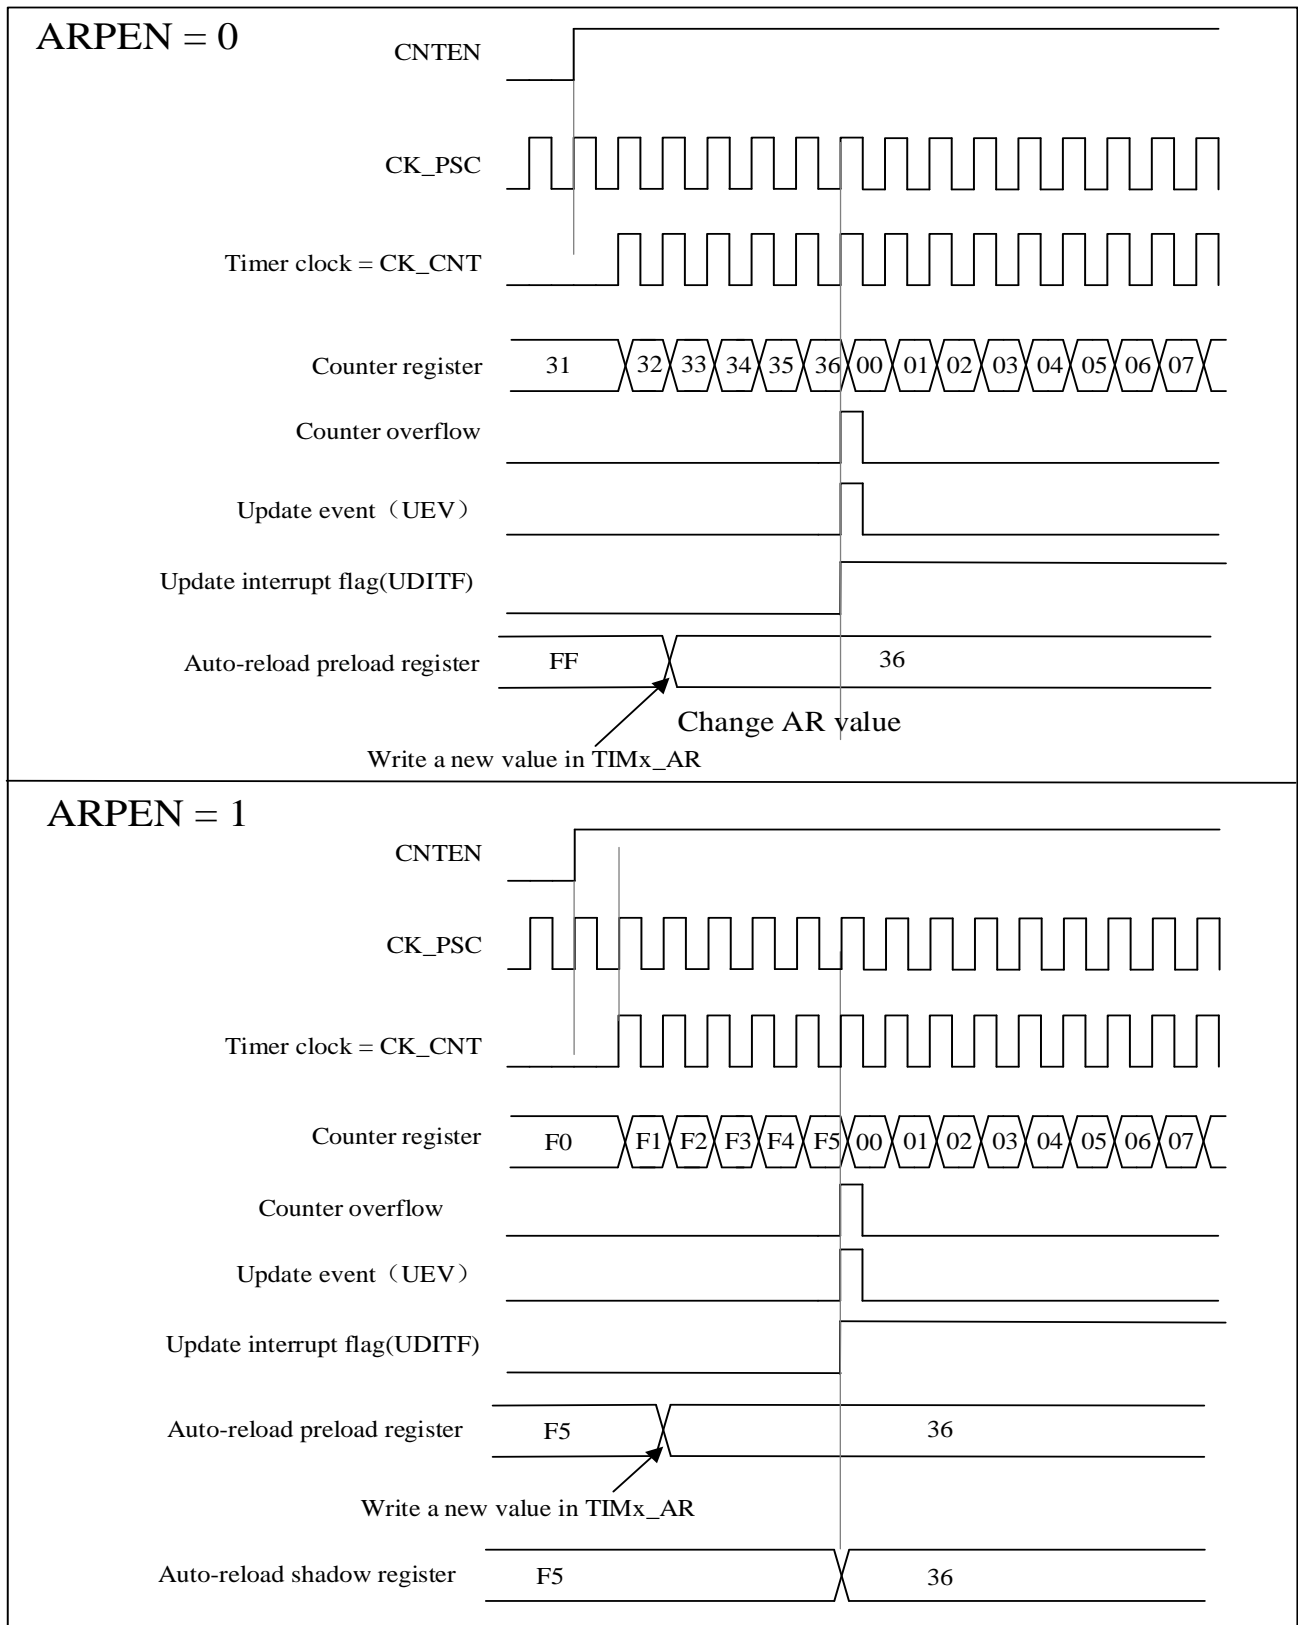 ARPEN = 0
CNTEN
CK_PSC
Timer clock = CK_CNT
Counter register 31 32 33 34 35 36 00 01 02 03 04 05 06 07
Counter overflow
Update event（UEV）
Update interrupt flag(UDITF)
Auto-reload preload register FF 36
Change AR value
Write a new value in TIMx_AR
ARPEN = 1
CNTEN
CK_PSC
Timer clock = CK_CNT
Counter register F0 F1 F2 F3 F4 F5 00 01 02 03 04 05 06 07
Counter overflow
Update event（UEV）
Update interrupt flag(UDITF)
Auto-reload preload register F5 36
Write a new value in TIMx_AR
Auto-reload shadow register F5 36